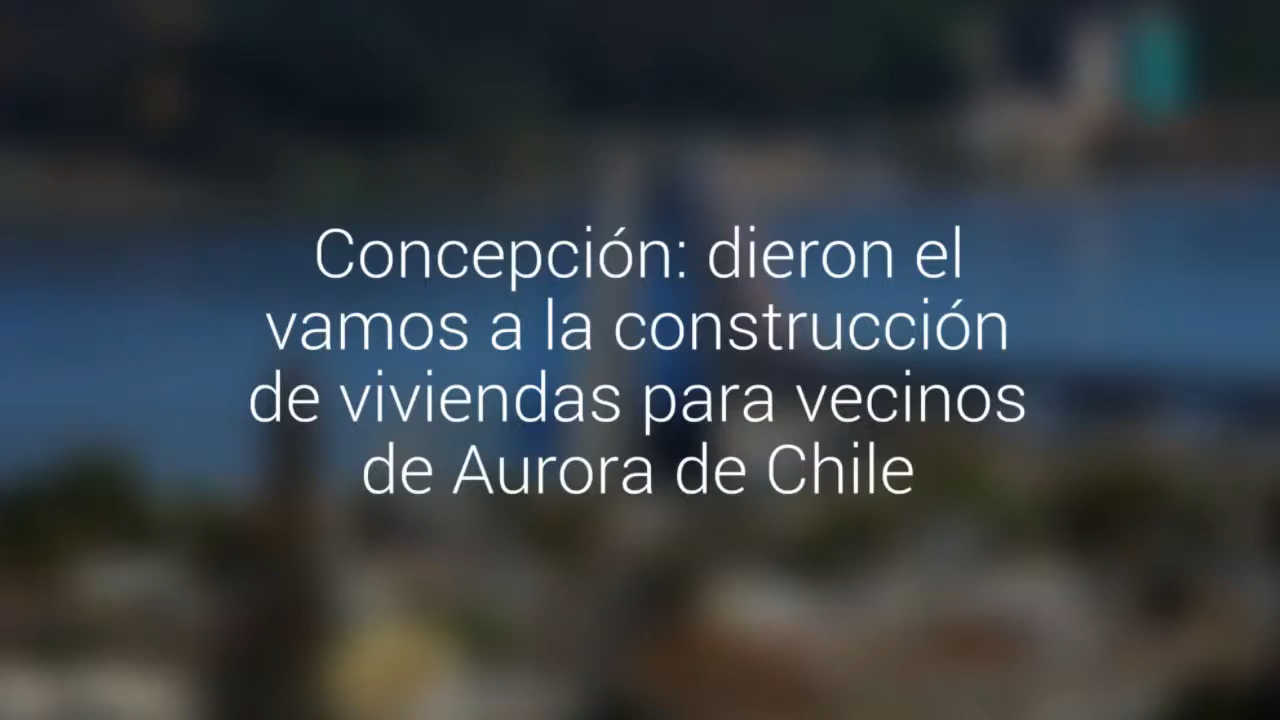 Concepción: dieron el
vamos a la construcción
de viviendas para vecinos
de Aurora de Chile